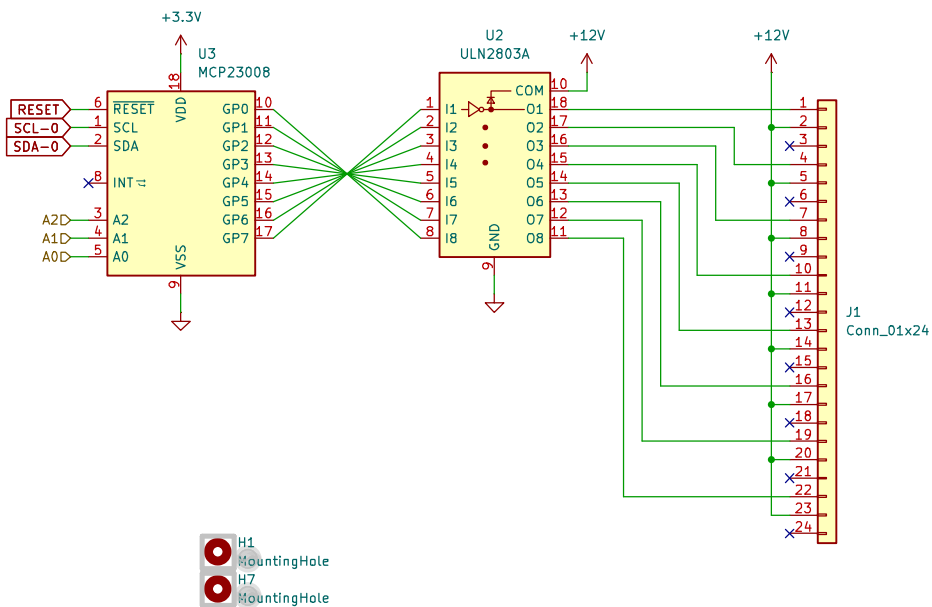 +3.3V
U3
MCP23008
18
VDD
RESET
6
RESET
GP0
10
SCL-0
1
SCL
GP1
11
SDA-0
2
SDA
GP2
12
GP3
13
8
INT
GP4
14
GP5
15
A2
3
A2
GP6
16
A1
4
A1
GP7
17
A0
5
A0
VSS
9
U2
ULN2803A
+12V
COM
10
1
I1
O1
18
2
I2
O2
17
3
I3
O3
16
4
I4
O4
15
5
I5
O5
14
6
I6
O6
13
7
I7
O7
12
8
I8
O8
11
GND
9
+12V
1
2
3
4
5
6
7
8
9
10
11
12
13
14
15
16
17
18
19
20
21
22
23
24
J1
Conn_01x24
H1
MountingHole
H7
MountingHole